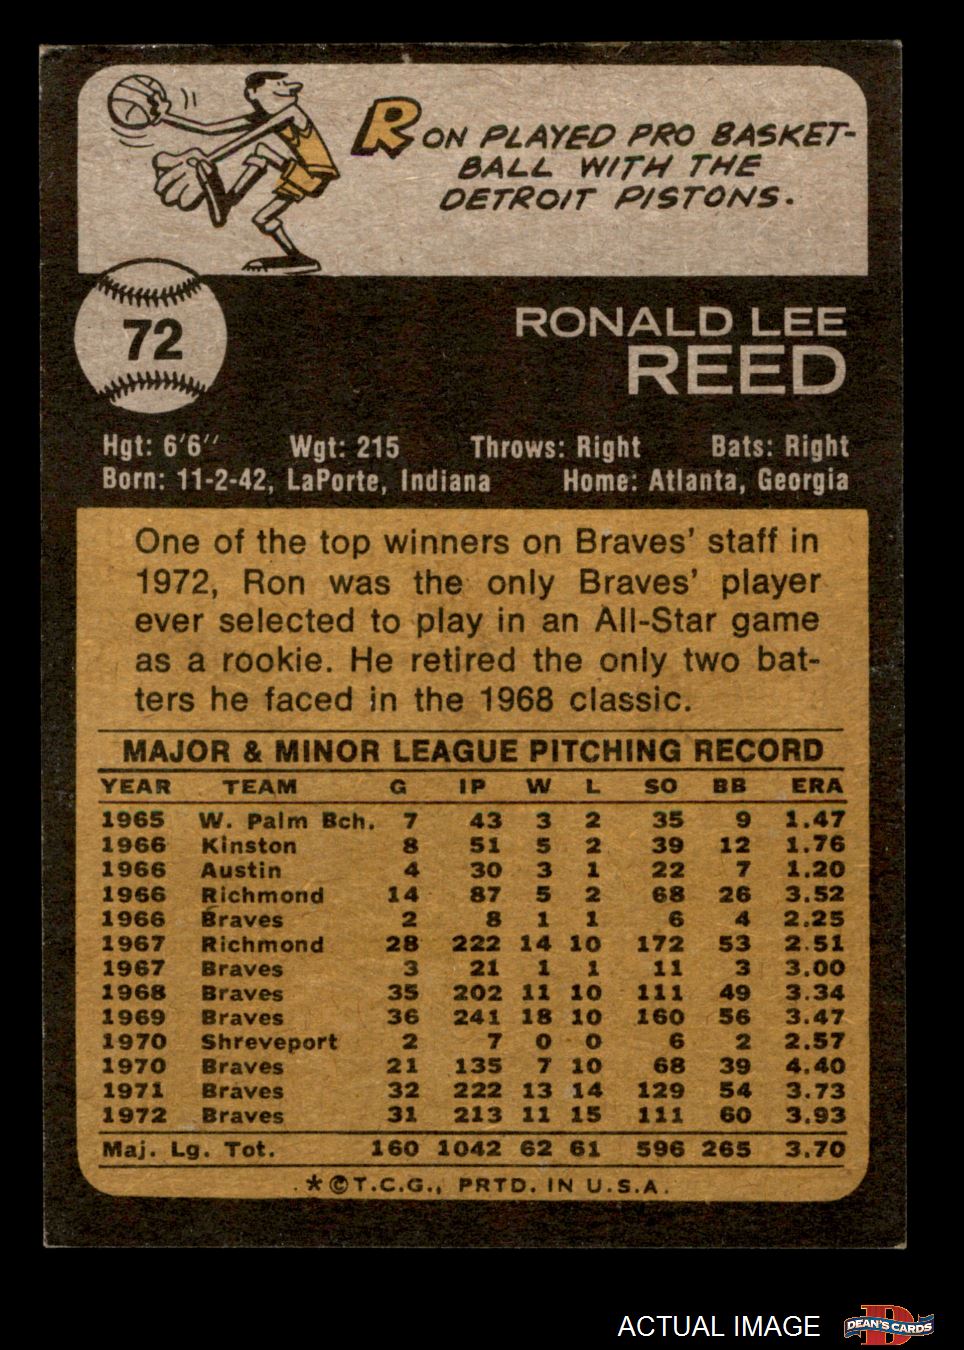 RON PLAYED PRO BASKET-
BALL WITH THE
DETROIT PISTONS.
72
RONALD LEE
REED
Hgt: 6'6" Wgt: 215 Throws: Right Bats: Right
Born: 11-2-42, LaPorte, Indiana Home: Atlanta, Georgia
One of the top winners on Braves' staff in
1972, Ron was the only Braves' player
ever selected to play in an All-Star game
as a rookie. He retired the only two bat-
ters he faced in the 1968 classic.
MAJOR & MINOR LEAGUE PITCHING RECORD
YEAR TEAM G IP W L SO BB ERA
1965 W. Palm Bch. 7 43 3 2 35 9 1.47
1966 Kinston 8 51 5 2 39 12 1.76
1966 Austin 4 30 3 1 22 7 1.20
1966 Richmond 14 87 5 2 68 26 3.52
1966 Braves 2 8 1 1 6 4 2.25
1967 Richmond 28 222 14 10 172 53 2.51
1967 Braves 3 21 1 1 11 3 3.00
1968 Braves 35 202 11 10 111 49 3.34
1969 Braves 36 241 18 10 160 56 3.47
1970 Shreveport 2 7 0 0 6 2 2.57
1970 Braves 21 135 7 10 68 39 4.40
1971 Braves 32 222 13 14 129 54 3.73
1972 Braves 31 213 11 15 111 60 3.93
Maj. Lg. Tot. 160 1042 62 61 596 265 3.70
*©T.C.G., PRTD. IN U.S.A.
ACTUAL IMAGE
D
DEAN'S CARDS